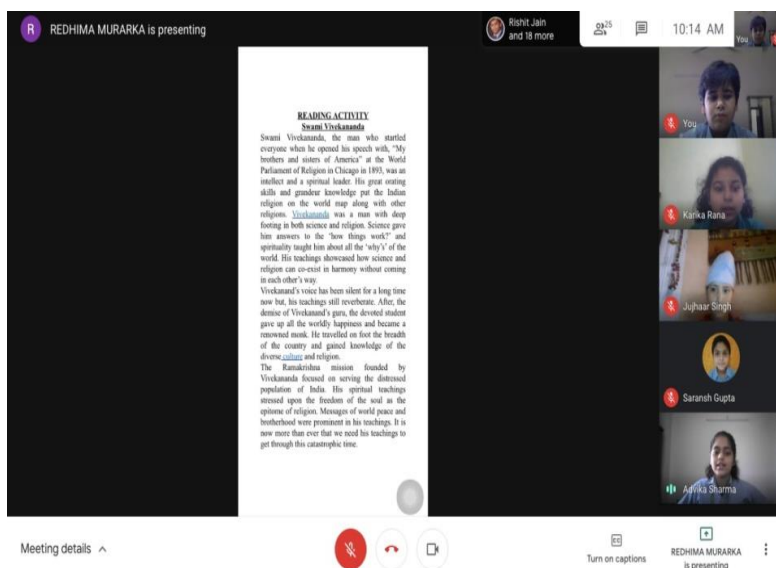 R REDHIMA MURARKA is presenting
Rishit Jain
and 18 more
25
10:14 AM
You
READING ACTIVITY
Swami Vivekananda
Swami Vivekananda, the man who startled
everyone when he opened his speech with, "My
brothers and sisters of America" at the World
Parliament of Religion in Chicago in 1893, was an
intellect and a spiritual leader. His great orating
skills and grandeur knowledge put the Indian
religion on the world map along with other
religions. Vivekananda was a man with deep
footing in both science and religion. Science gave
him answers to the 'how things work?' and
spirituality taught him about all the 'why's' of the
world. His teachings showcased how science and
religion can co-exist in harmony without coming
in each other's way.
Vivekanand's voice has been silent for a long time
now but, his teachings still reverberate. After, the
demise of Vivekanand's guru, the devoted student
gave up all the worldly happiness and became a
renowned monk. He travelled on foot the breadth
of the country and gained knowledge of the
diverse culture and religion.
The Ramakrishna mission founded by
Vivekananda focused on serving the distressed
population of India. His spiritual teachings
stressed upon the freedom of the soul as the
epitome of religion. Messages of world peace and
brotherhood were prominent in his teachings. It is
now more than ever that we need his teachings to
get through this catastrophic time.
You
Karika Rana
Jujhaar Singh
Saransh Gupta
Advika Sharma
Meeting details
CC
Turn on captions
REDHIMA MURARKA
is presenting